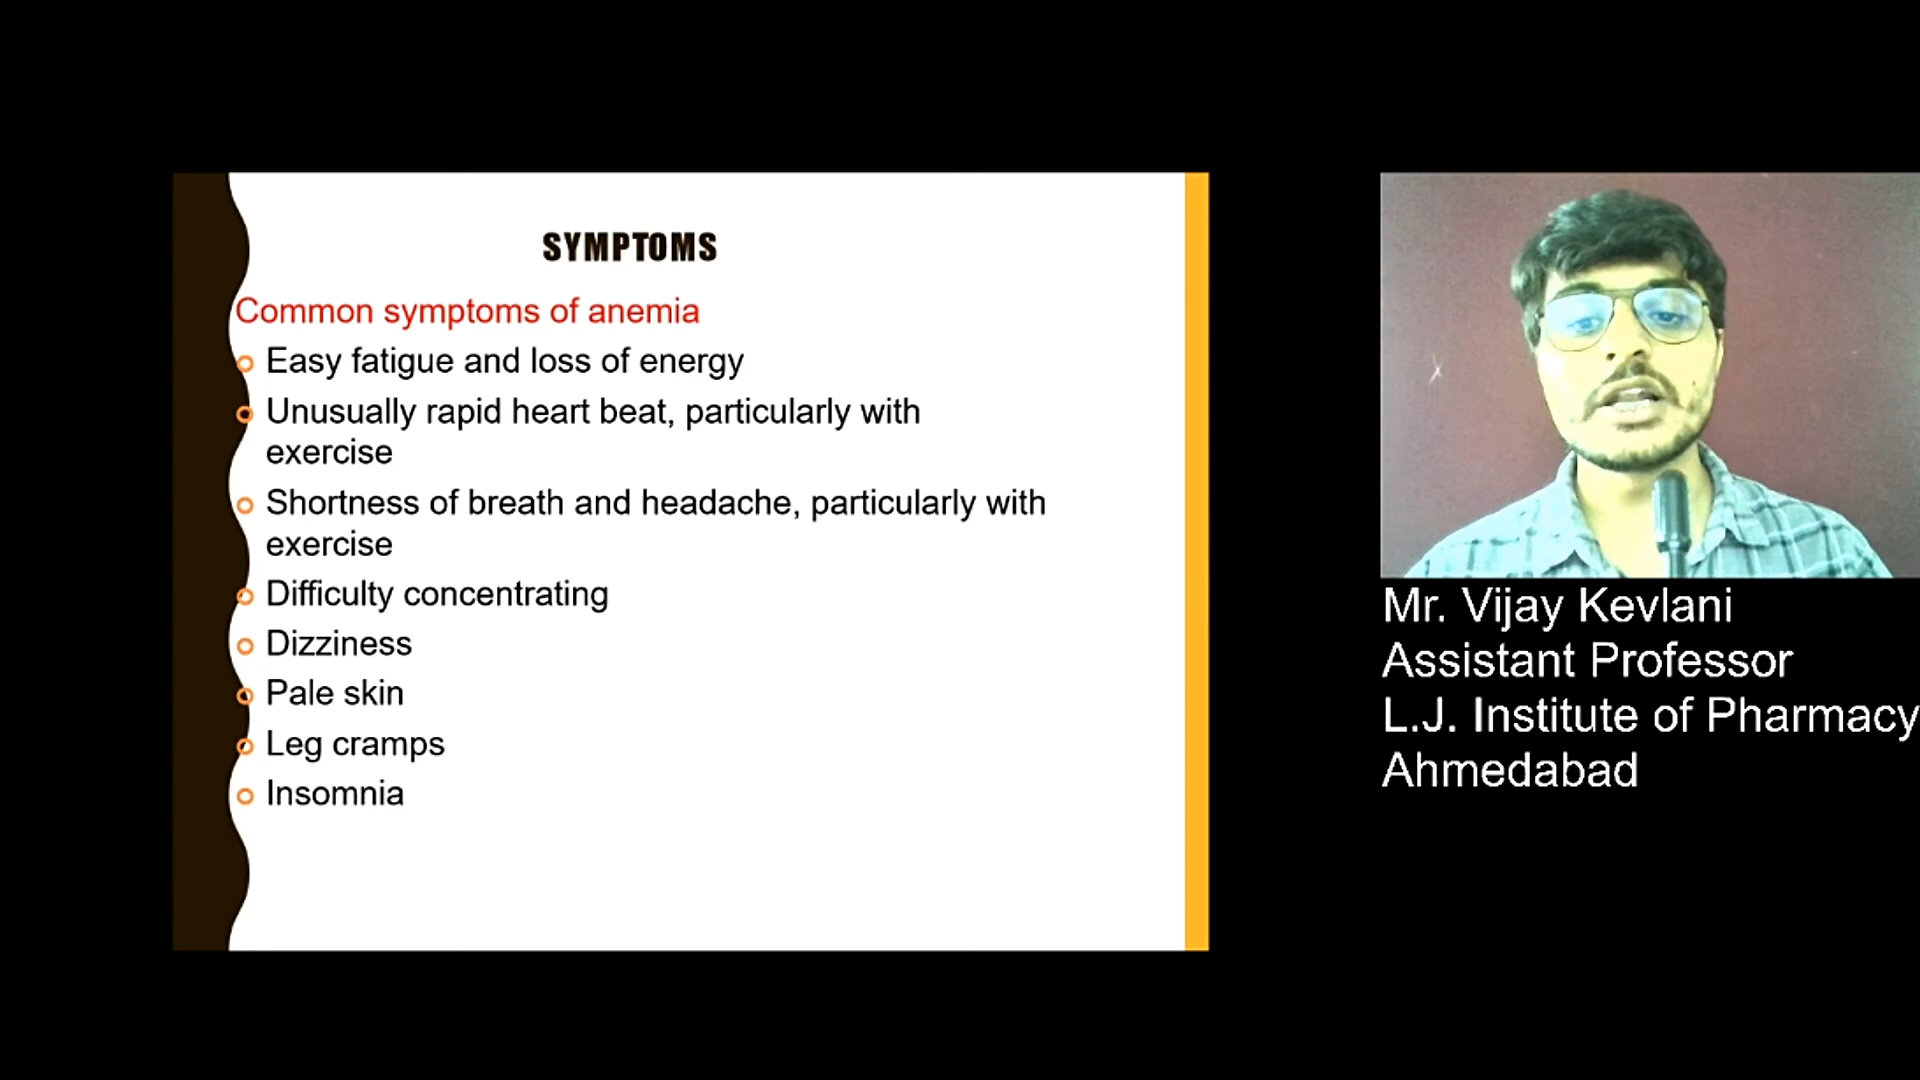 SYMPTOMS
Common symptoms of anemia
Easy fatigue and loss of energy
Unusually rapid heart beat, particularly with
exercise
Shortness of breath and headache, particularly with
exercise
Difficulty concentrating
Dizziness
Pale skin
Leg cramps
Insomnia
Mr. Vijay Kevlani
Assistant Professor
L.J. Institute of Pharmacy
Ahmedabad